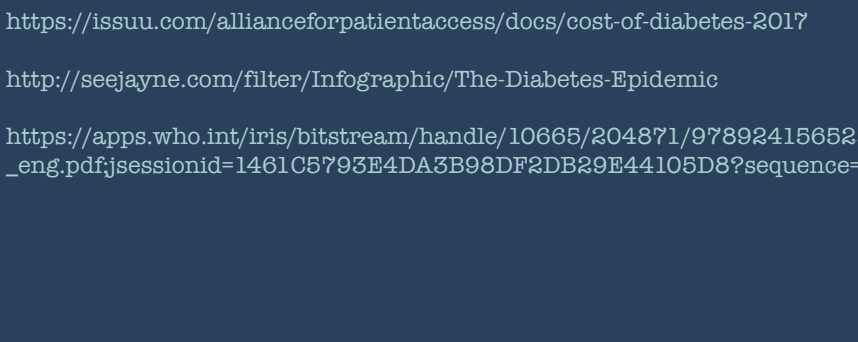 https://issuu.com/allianceforpatientaccess/docs/cost-of-diabetes-2017
http://seejayne.com/filter/Infographic/The-Diabetes-Epidemic
https://apps.who.int/iris/bitstream/handle/10665/204871/97892415652
_eng.pdf;jsessionid=1461C5793E4DA3B98DF2DB29E44105D8?sequence=